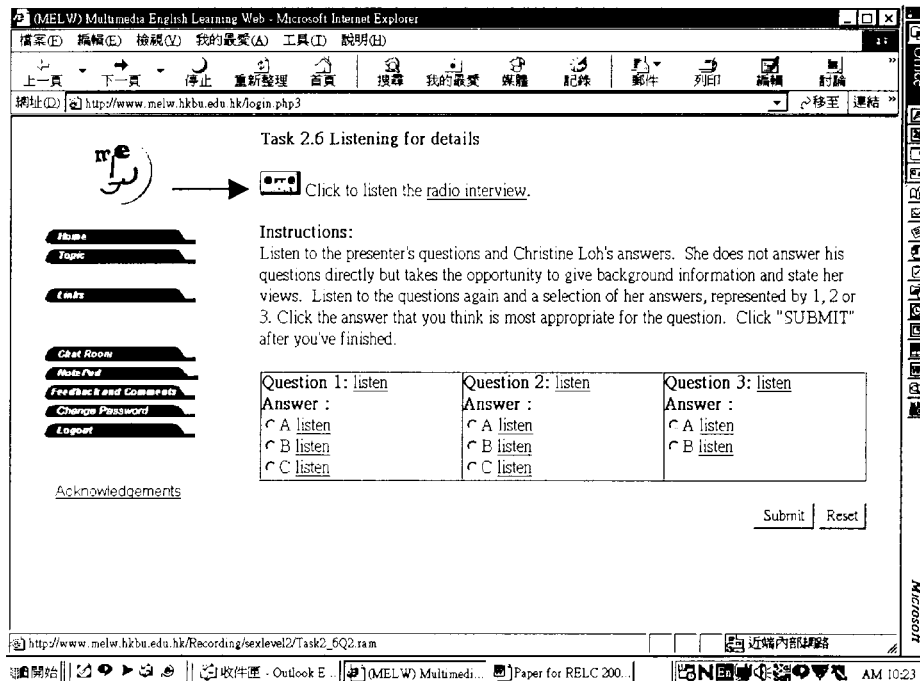 (MELW) Multimedia English Learning Web - Microsoft Internet Explorer
檔案(F) 編輯(E) 檢視(V) 我的最愛(A) 工具(T) 說明(H)
上一頁 下一頁 停止 重新整理 首頁 搜尋 我的最愛 媒體 記錄 郵件 列印 編輯 討論
網址(D) http://www.melw.hkbu.edu.hk/login.php3 移至 連結
Task 2.6 Listening for details
Click to listen the radio interview.
Home
Topic
Links
Chat Room
Note Pad
Feedback and Comments
Change Password
Logout
Acknowledgements
Instructions:
Listen to the presenter's questions and Christine Loh's answers. She does not answer his
questions directly but takes the opportunity to give background information and state her
views. Listen to the questions again and a selection of her answers, represented by 1, 2 or
3. Click the answer that you think is most appropriate for the question. Click "SUBMIT"
after you've finished.
Question 1: listen Question 2: listen Question 3: listen
Answer : Answer : Answer :
A listen A listen A listen
B listen B listen B listen
C listen C listen
Submit Reset
http://www.melw.hkbu.edu.hk/Recording/sexlevel2/Task2_6Q2.ram 近端內部網路
開始 收件匣 - Outlook E... (MELW) Multimedi... Paper for RELC 200... AM 10:23
Office
Microsoft